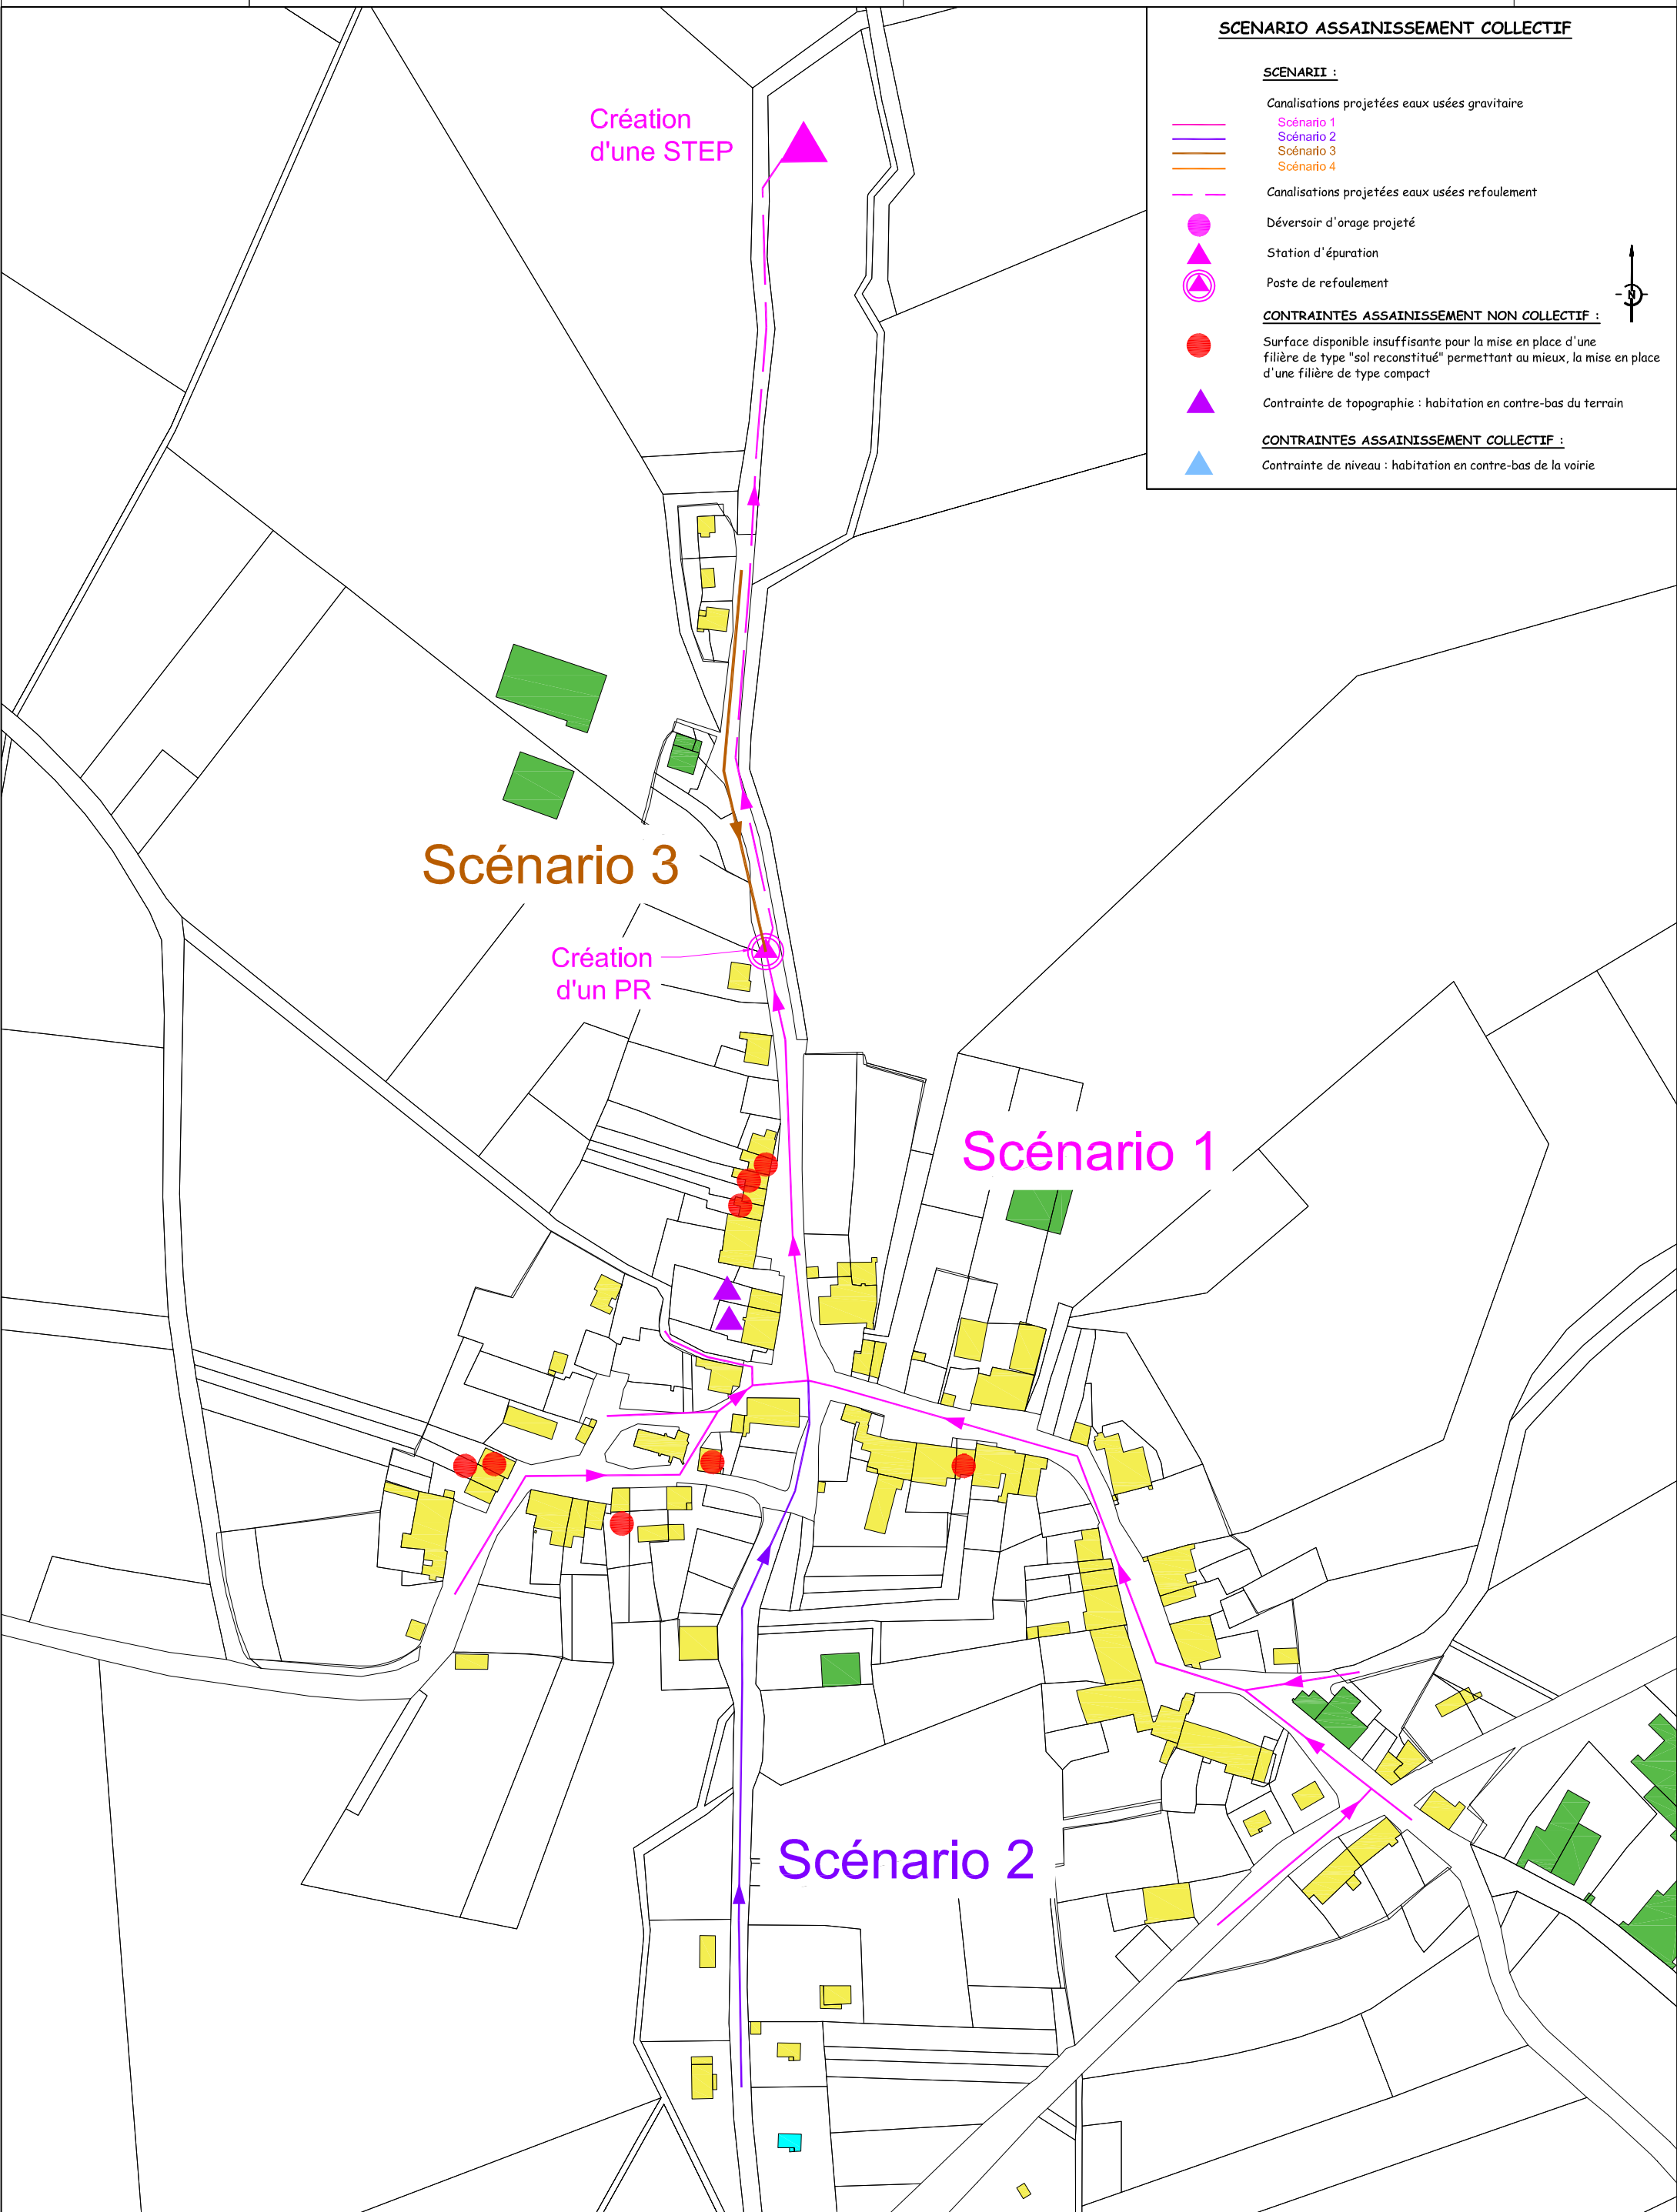 SCENARIO ASSAINISSEMENT COLLECTIF
SCENARII :
Canalisations projetées eaux usées gravitaire
Scénario 1
Scénario 2
Scénario 3
Scénario 4
Canalisations projetées eaux usées refoulement
Déversoir d'orage projeté
Station d'épuration
Poste de refoulement
N
CONTRAINTES ASSAINISSEMENT NON COLLECTIF :
Surface disponible insuffisante pour la mise en place d'une
filière de type "sol reconstitué" permettant au mieux, la mise en place
d'une filière de type compact
Contrainte de topographie : habitation en contre-bas du terrain
CONTRAINTES ASSAINISSEMENT COLLECTIF :
Contrainte de niveau : habitation en contre-bas de la voirie
Création
d'une STEP
Scénario 3
Création
d'un PR
Scénario 1
Scénario 2